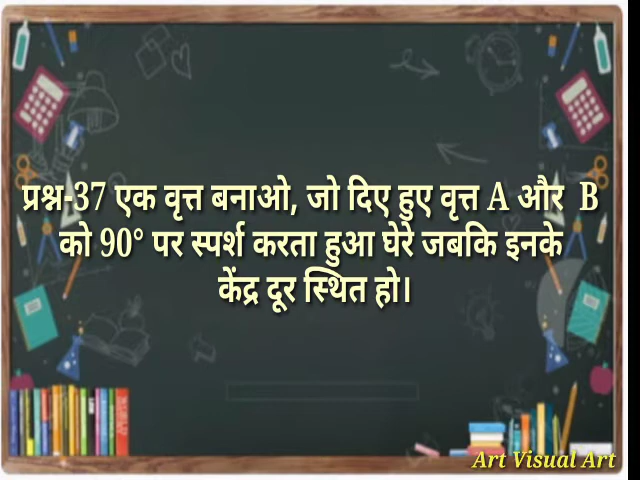 प्रश्न-37 एक वृत्त बनाओ, जो दिए हुए वृत्त A और B
को 90° पर स्पर्श करता हुआ घेरे जबकि इनके
केंद्र दूर स्थित हो।
Art Visual Art